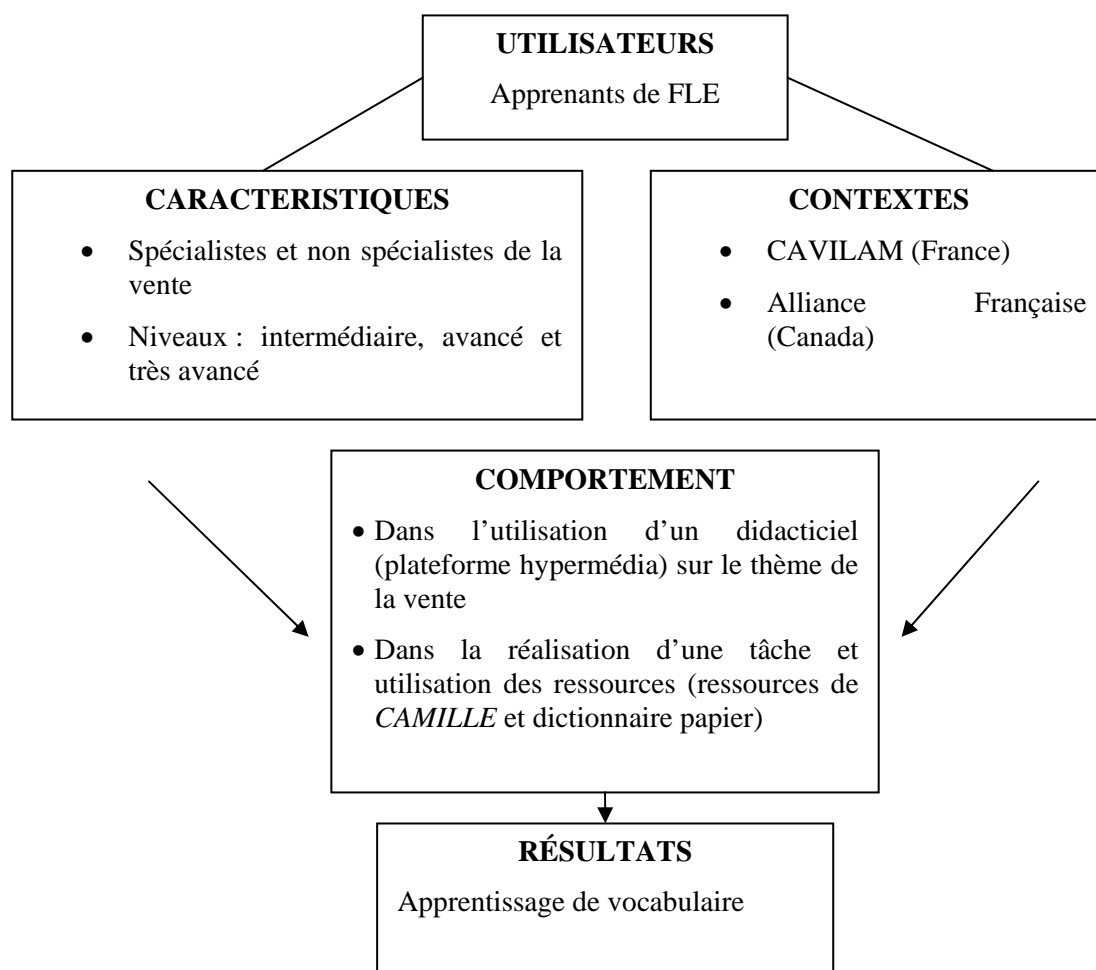 UTILISATEURS
Apprenants de FLE
CARACTERISTIQUES
• Spécialistes et non spécialistes de la
vente
• Niveaux : intermédiaire, avancé et
très avancé
CONTEXTES
• CAVILAM (France)
• Alliance Française
(Canada)
COMPORTEMENT
• Dans l’utilisation d’un didacticiel
(plateforme hypermédia) sur le thème de
la vente
• Dans la réalisation d’une tâche et
utilisation des ressources (ressources de
CAMILLE et dictionnaire papier)
RÉSULTATS
Apprentissage de vocabulaire